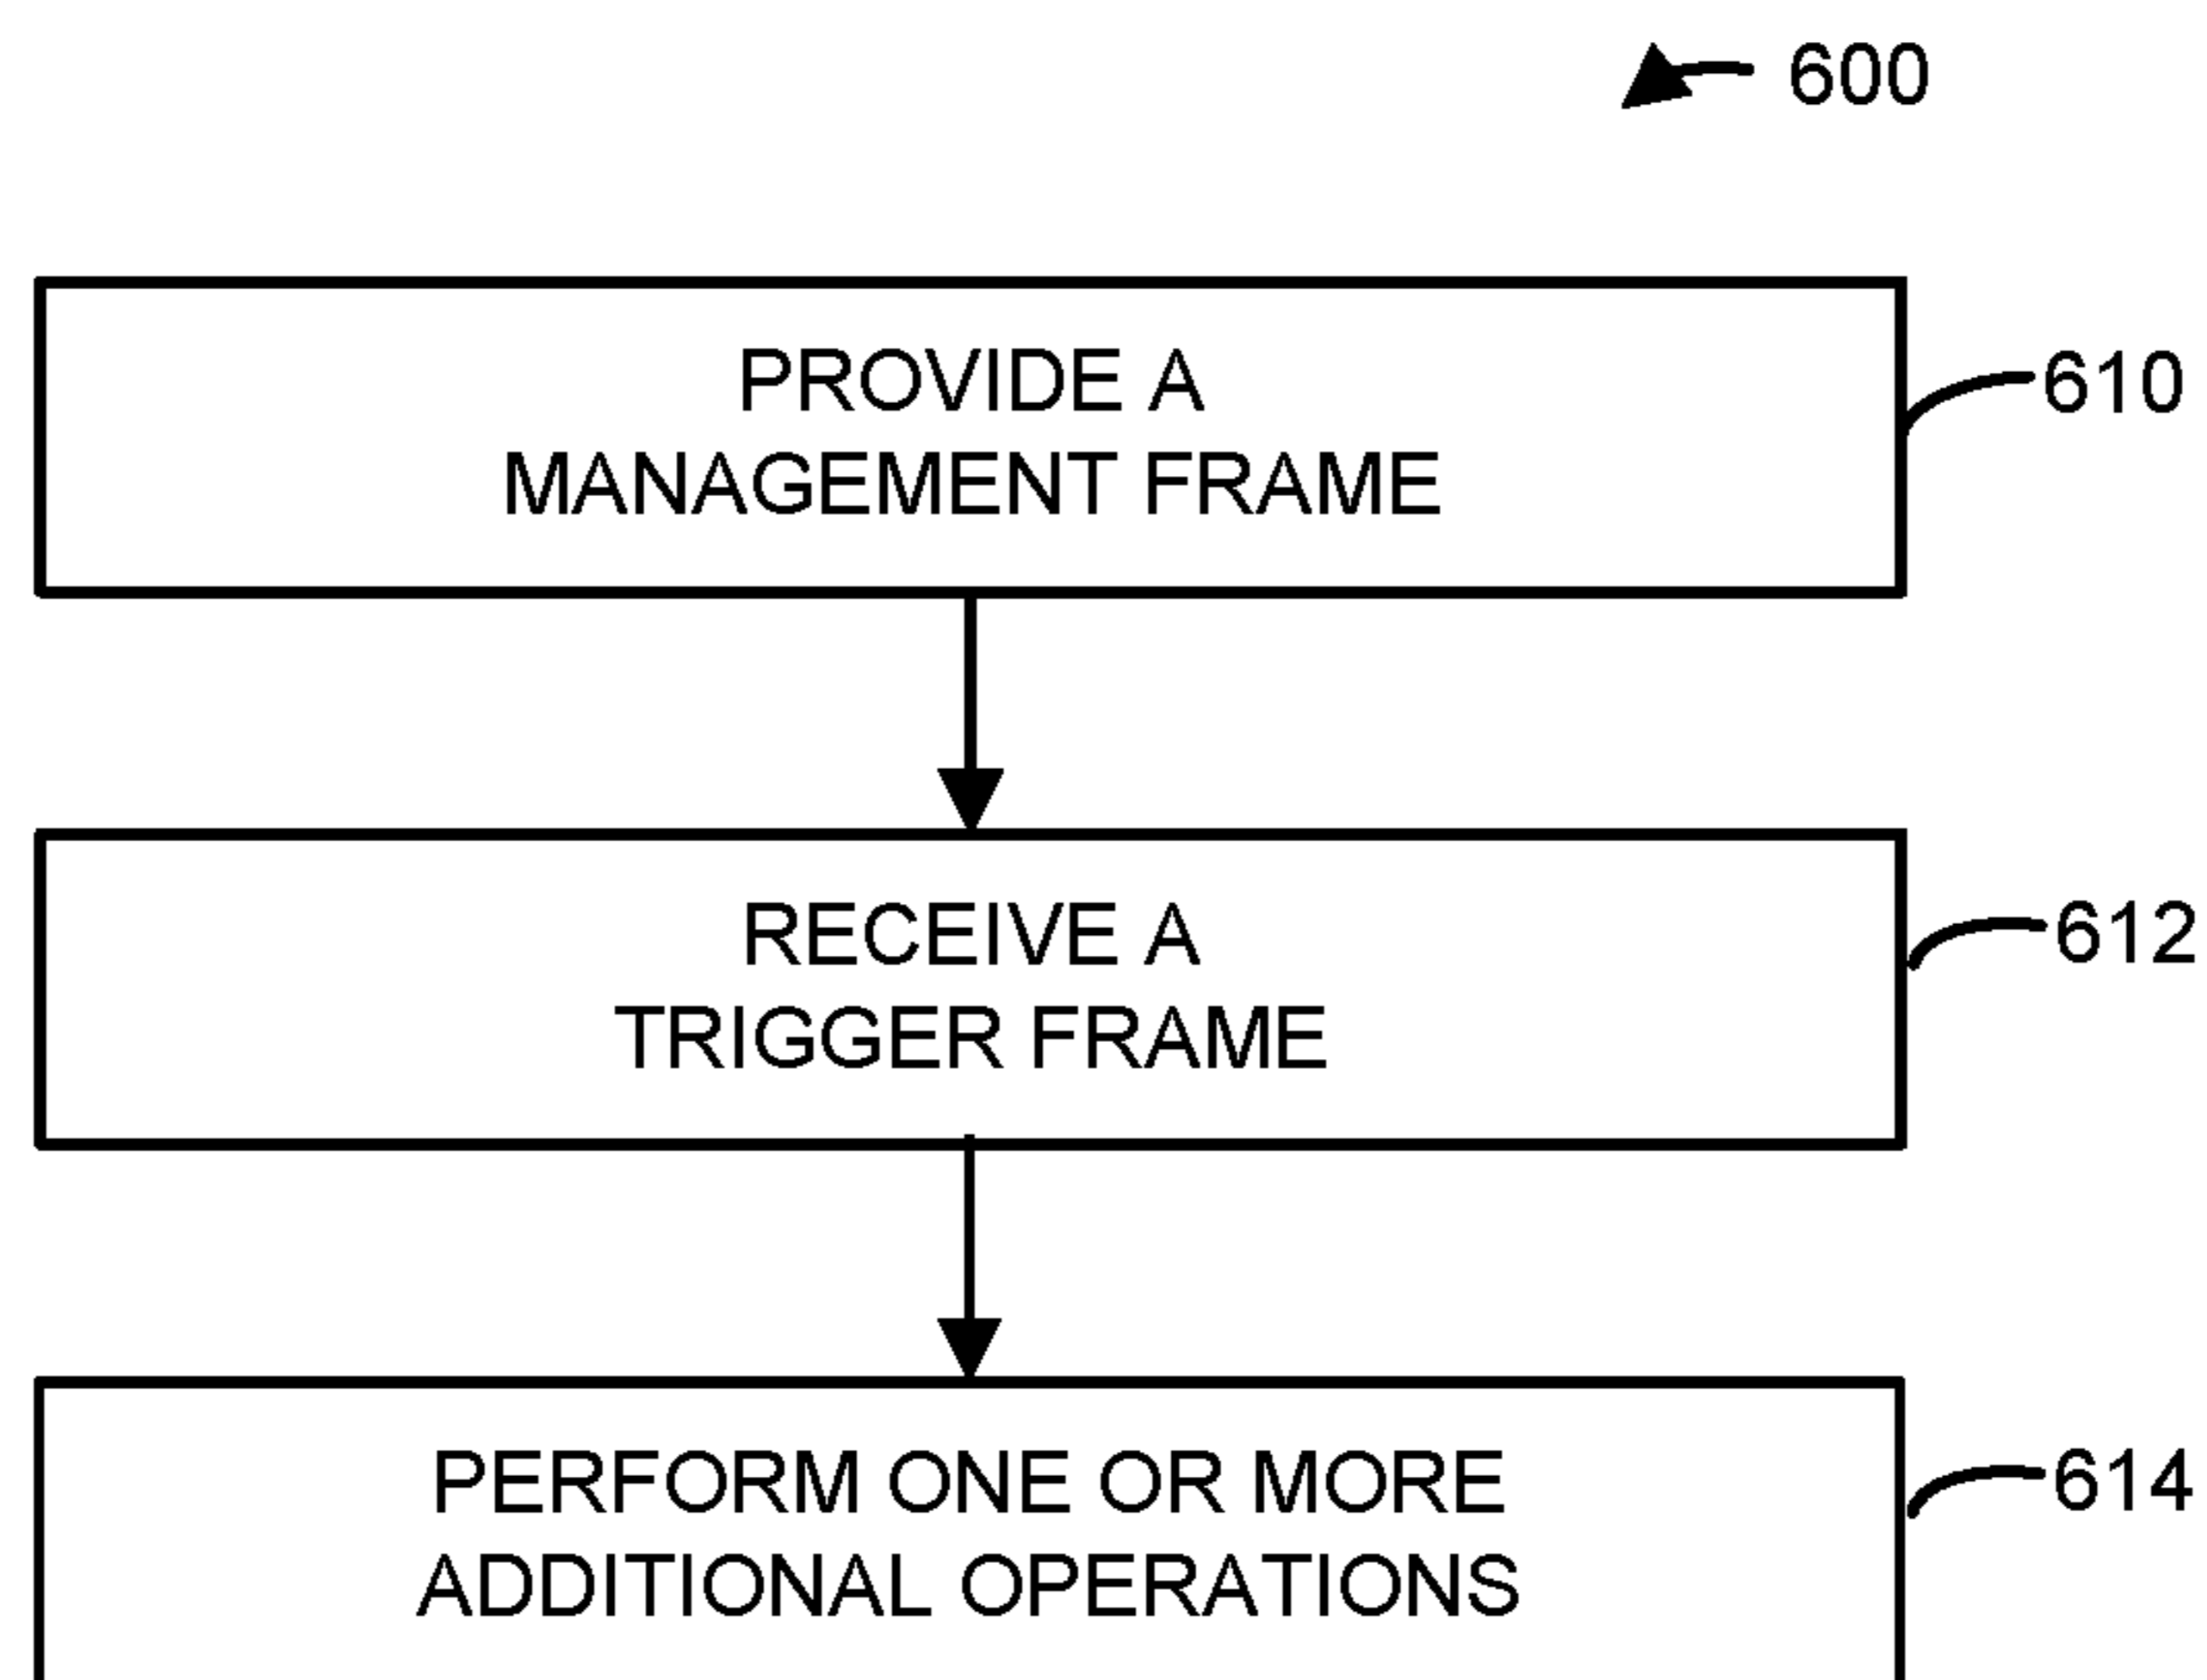 600
PROVIDE A
MANAGEMENT FRAME
610
RECEIVE A
TRIGGER FRAME
612
PERFORM ONE OR MORE
ADDITIONAL OPERATIONS
614